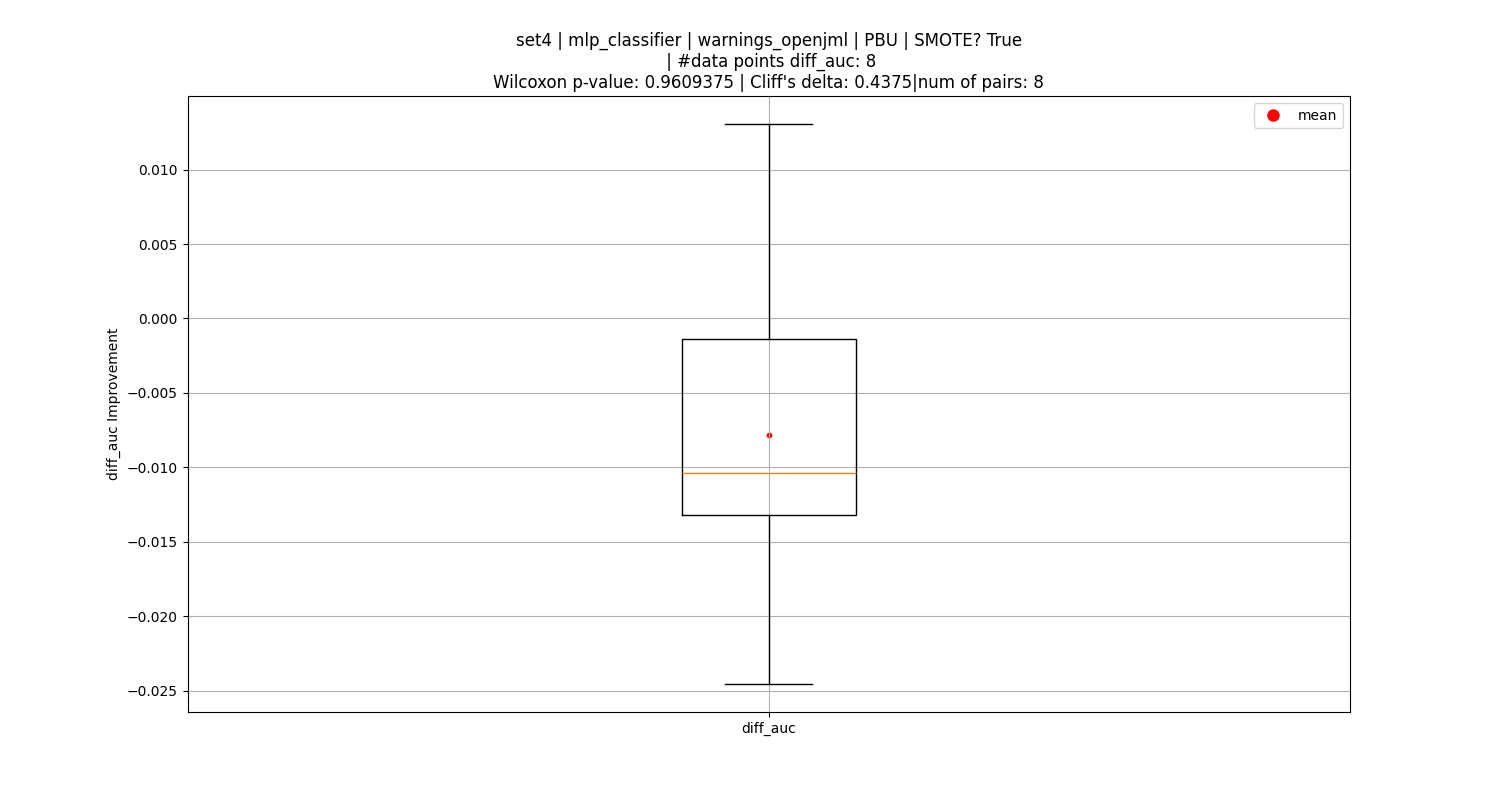 set4 | mlp_classifier | warnings_openjml | PBU | SMOTE? True
| #data points diff_auc: 8
Wilcoxon p-value: 0.9609375 | Cliff's delta: 0.4375|num of pairs: 8
mean
0.010
0.005
0.000
−0.005
−0.010
−0.015
−0.020
−0.025
diff_auc Improvement
diff_auc